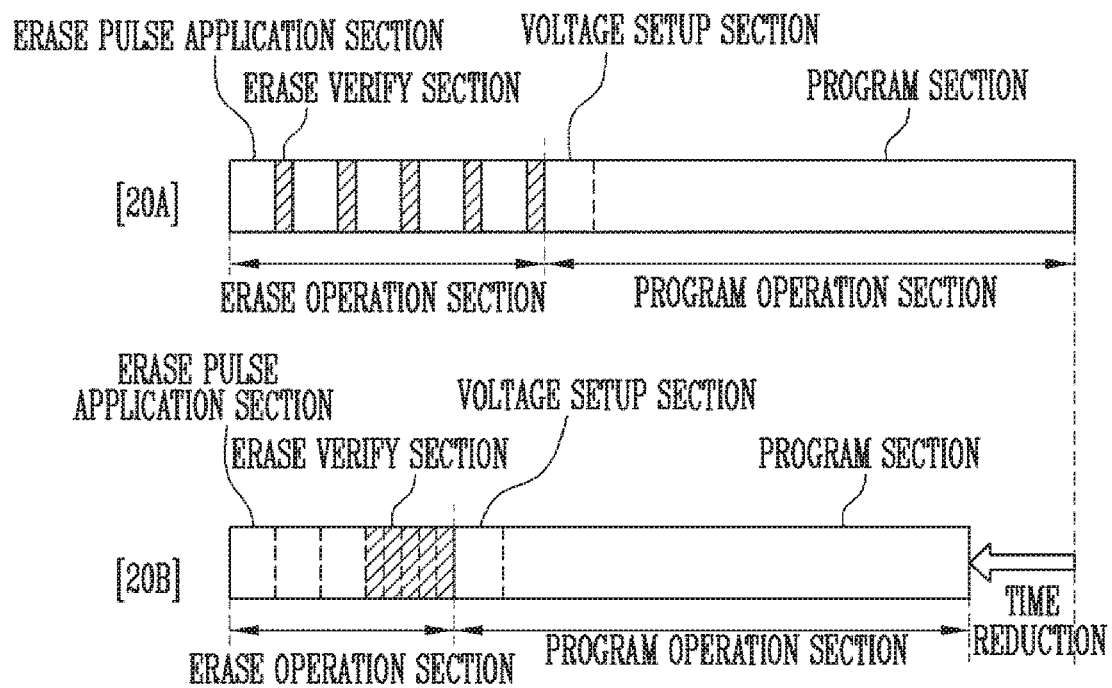 ERASE PULSE APPLICATION SECTION
VOLTAGE SETUP SECTION
ERASE VERIFY SECTION
PROGRAM SECTION
[20A]
ERASE OPERATION SECTION
PROGRAM OPERATION SECTION
ERASE PULSE
APPLICATION SECTION
VOLTAGE SETUP SECTION
ERASE VERIFY SECTION
PROGRAM SECTION
[20B]
TIME
REDUCTION
ERASE OPERATION SECTION
PROGRAM OPERATION SECTION